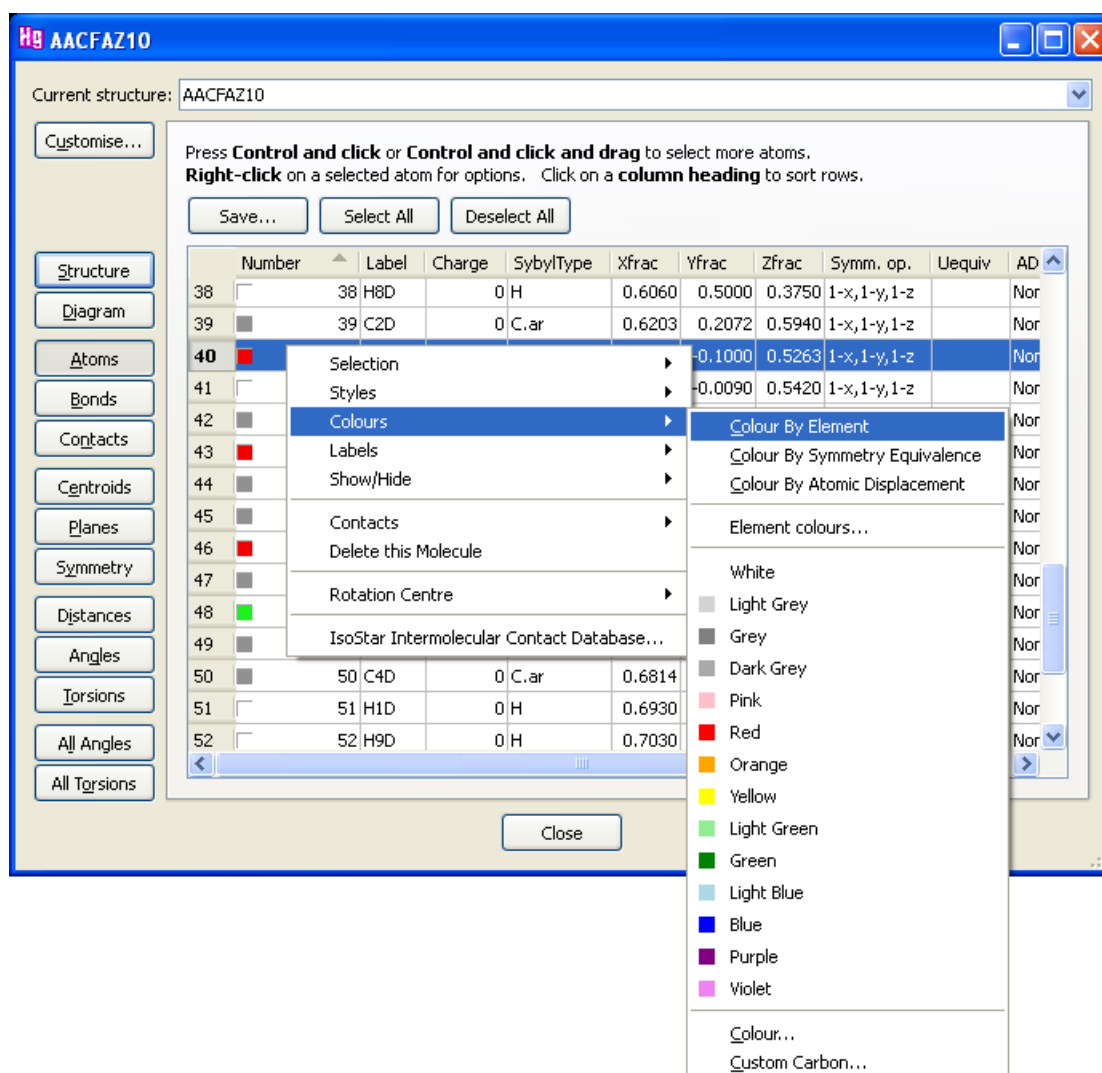 Hg AACFAZ10
Current structure: AACFAZ10
Customise...
Press Control and click or Control and click and drag to select more atoms.
Right-click on a selected atom for options. Click on a column heading to sort rows.
Save... Select All Deselect All
Structure
Diagram
Atoms
Bonds
Contacts
Centroids
Planes
Symmetry
Distances
Angles
Torsions
All Angles
All Torsions
Number Label Charge SybylType Xfrac Yfrac Zfrac Symm. op. Uequiv AD
38 38 H8D 0 H 0.6060 0.5000 0.3750 1-x,1-y,1-z Nor
39 39 C2D 0 C.ar 0.6203 0.2072 0.5940 1-x,1-y,1-z Nor
40 -0.1000 0.5263 1-x,1-y,1-z Nor
41 -0.0090 0.5420 1-x,1-y,1-z Nor
42 Nor
43 Nor
44 Nor
45 Nor
46 Nor
47 Nor
48 Nor
49 Nor
50 50 C4D 0 C.ar 0.6814 Nor
51 51 H1D 0 H 0.6930 Nor
52 52 H9D 0 H 0.7030 Nor
Selection
Styles
Colours
Labels
Show/Hide
Contacts
Delete this Molecule
Rotation Centre
IsoStar Intermolecular Contact Database...
Colour By Element
Colour By Symmetry Equivalence
Colour By Atomic Displacement
Element colours...
White
Light Grey
Grey
Dark Grey
Pink
Red
Orange
Yellow
Light Green
Green
Light Blue
Blue
Purple
Violet
Colour...
Custom Carbon...
Close